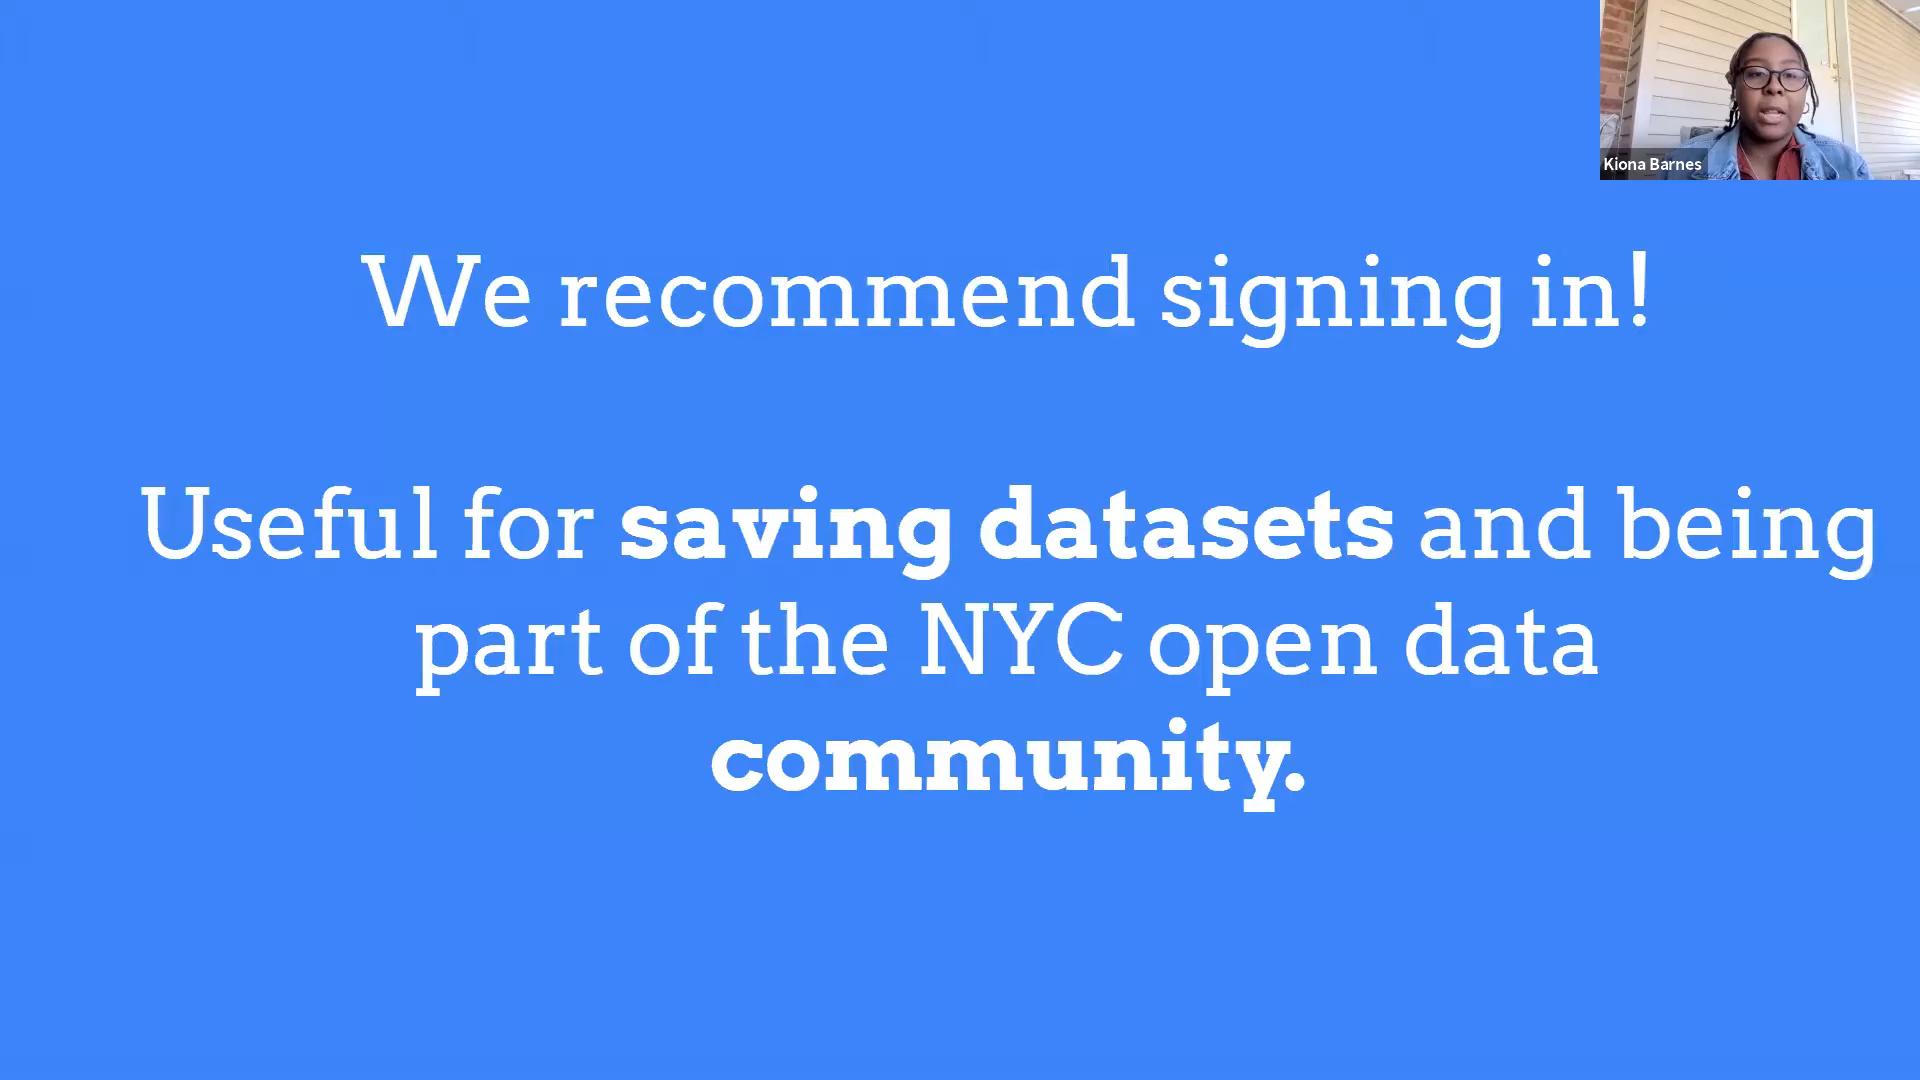 Kiona Barnes
We recommend signing in!
Useful for saving datasets and being
part of the NYC open data
community.